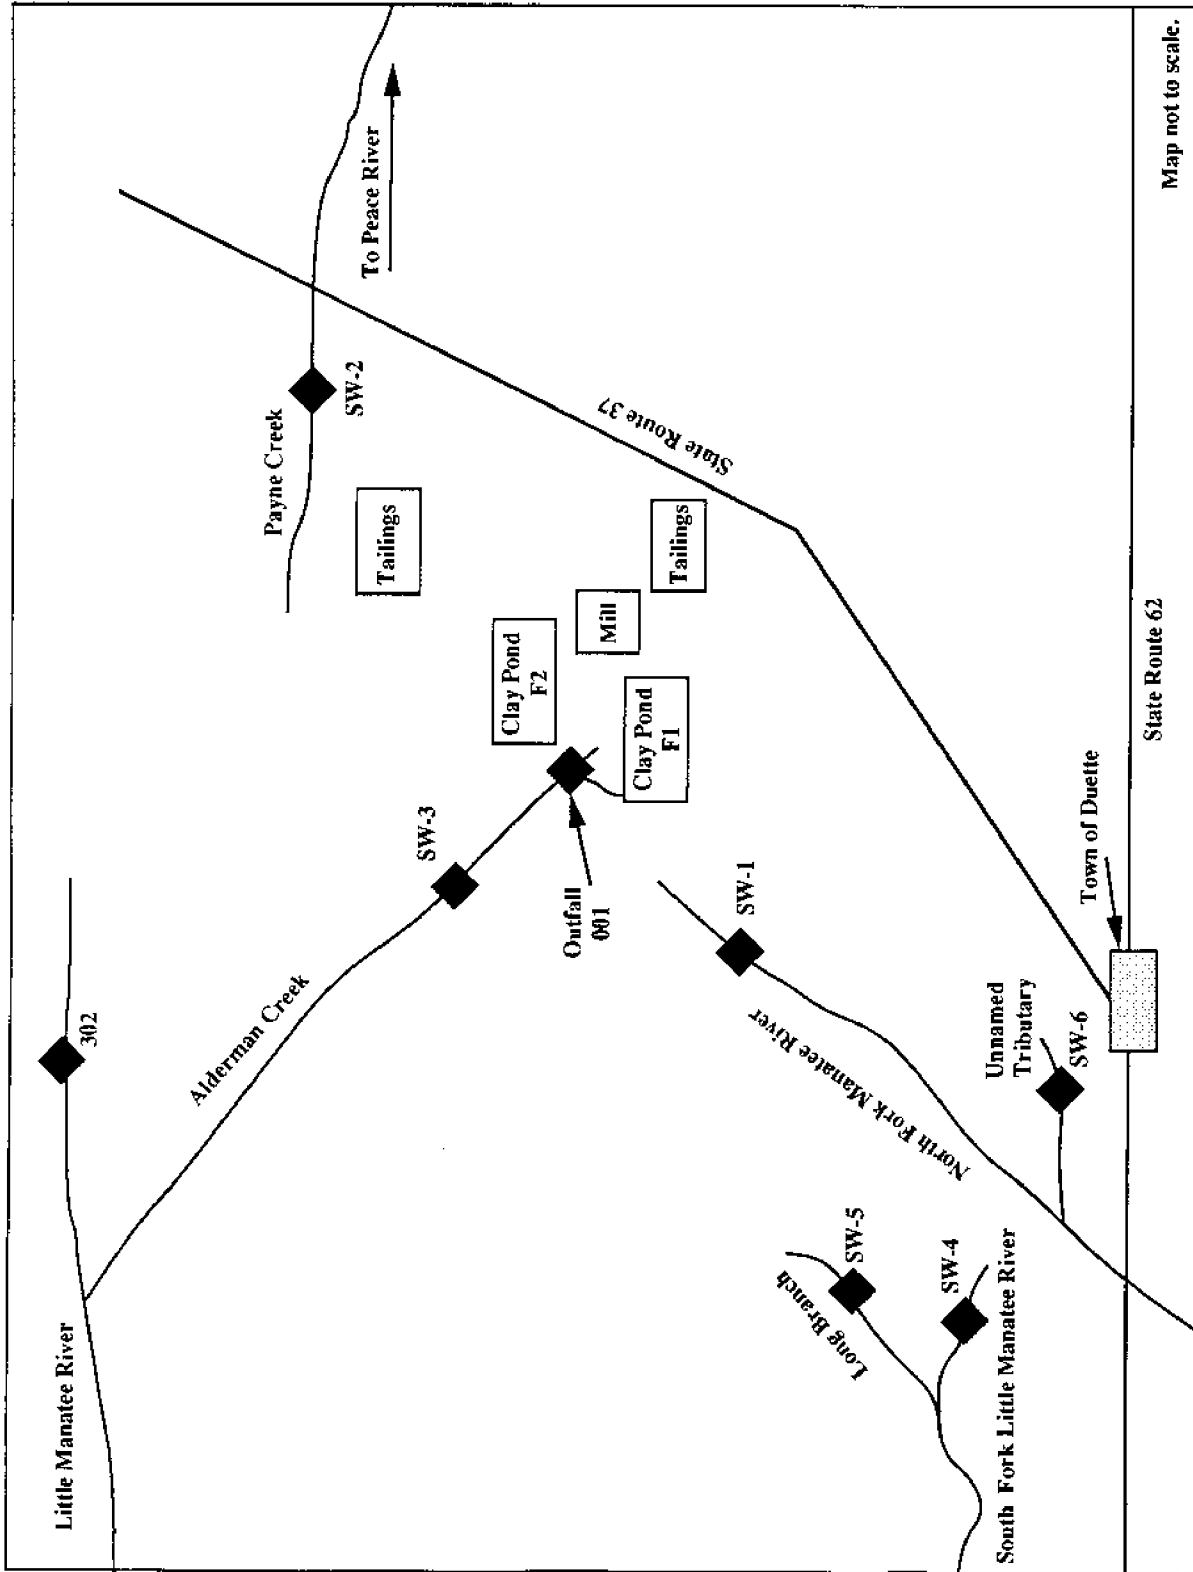 Little Manatee River
302
Alderman Creek
SW-3
Outfall
001
Payne Creek
SW-2
To Peace River
Tailings
Clay Pond
F2
Mill
Tailings
Clay Pond
F1
State Route 37
SW-1
North Fork Manatee River
Unnamed
Tributary
SW-6
Long Branch
SW-5
SW-4
South Fork Little Manatee River
Town of Duette
State Route 62
Map not to scale.